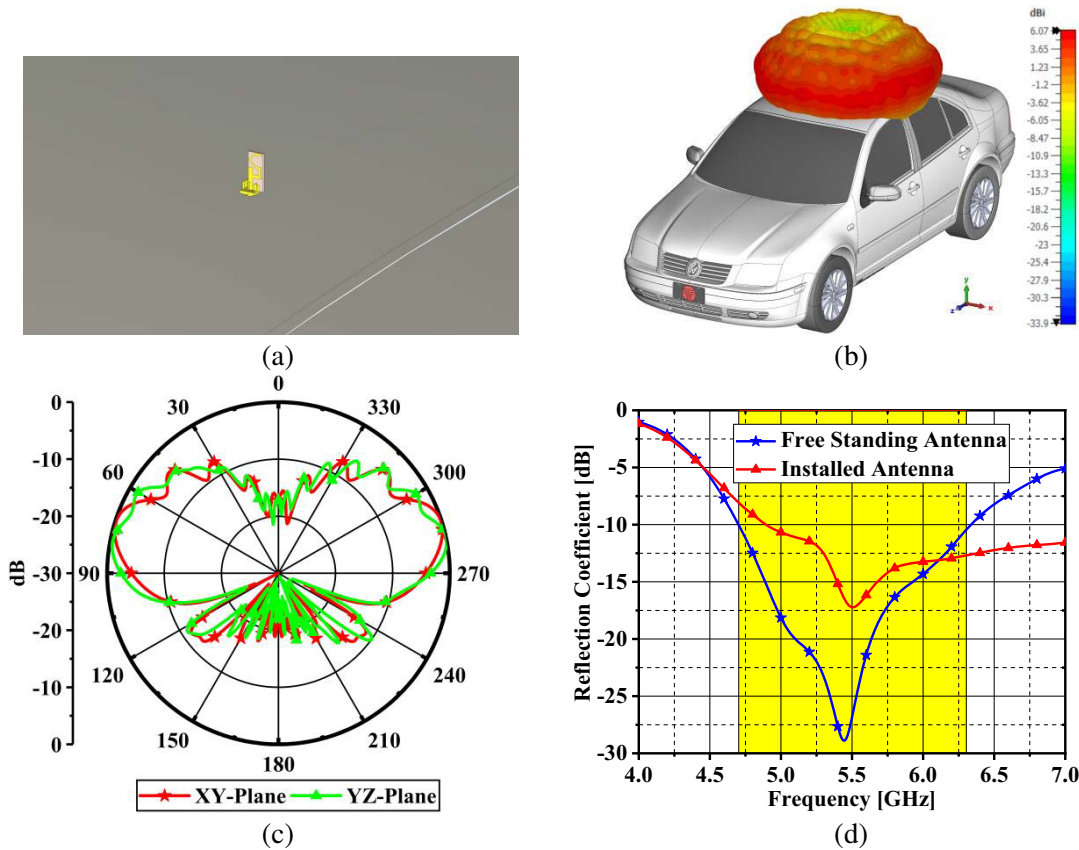 dBi
6.07
3.65
1.23
-1.2
-3.62
-6.05
-8.47
-10.9
-13.3
-15.7
-18.2
-20.6
-23
-25.4
-27.9
-30.3
-33.9
y
z
x
(a)
(b)
0
30
330
60
300
90
270
120
240
150
210
180
0
-10
-20
-30
-20
-10
0
dB
XY-Plane
YZ-Plane
(c)
Free Standing Antenna
Installed Antenna
0
-5
-10
-15
-20
-25
-30
Reflection Coefficient [dB]
4.0 4.5 5.0 5.5 6.0 6.5 7.0
Frequency [GHz]
(d)